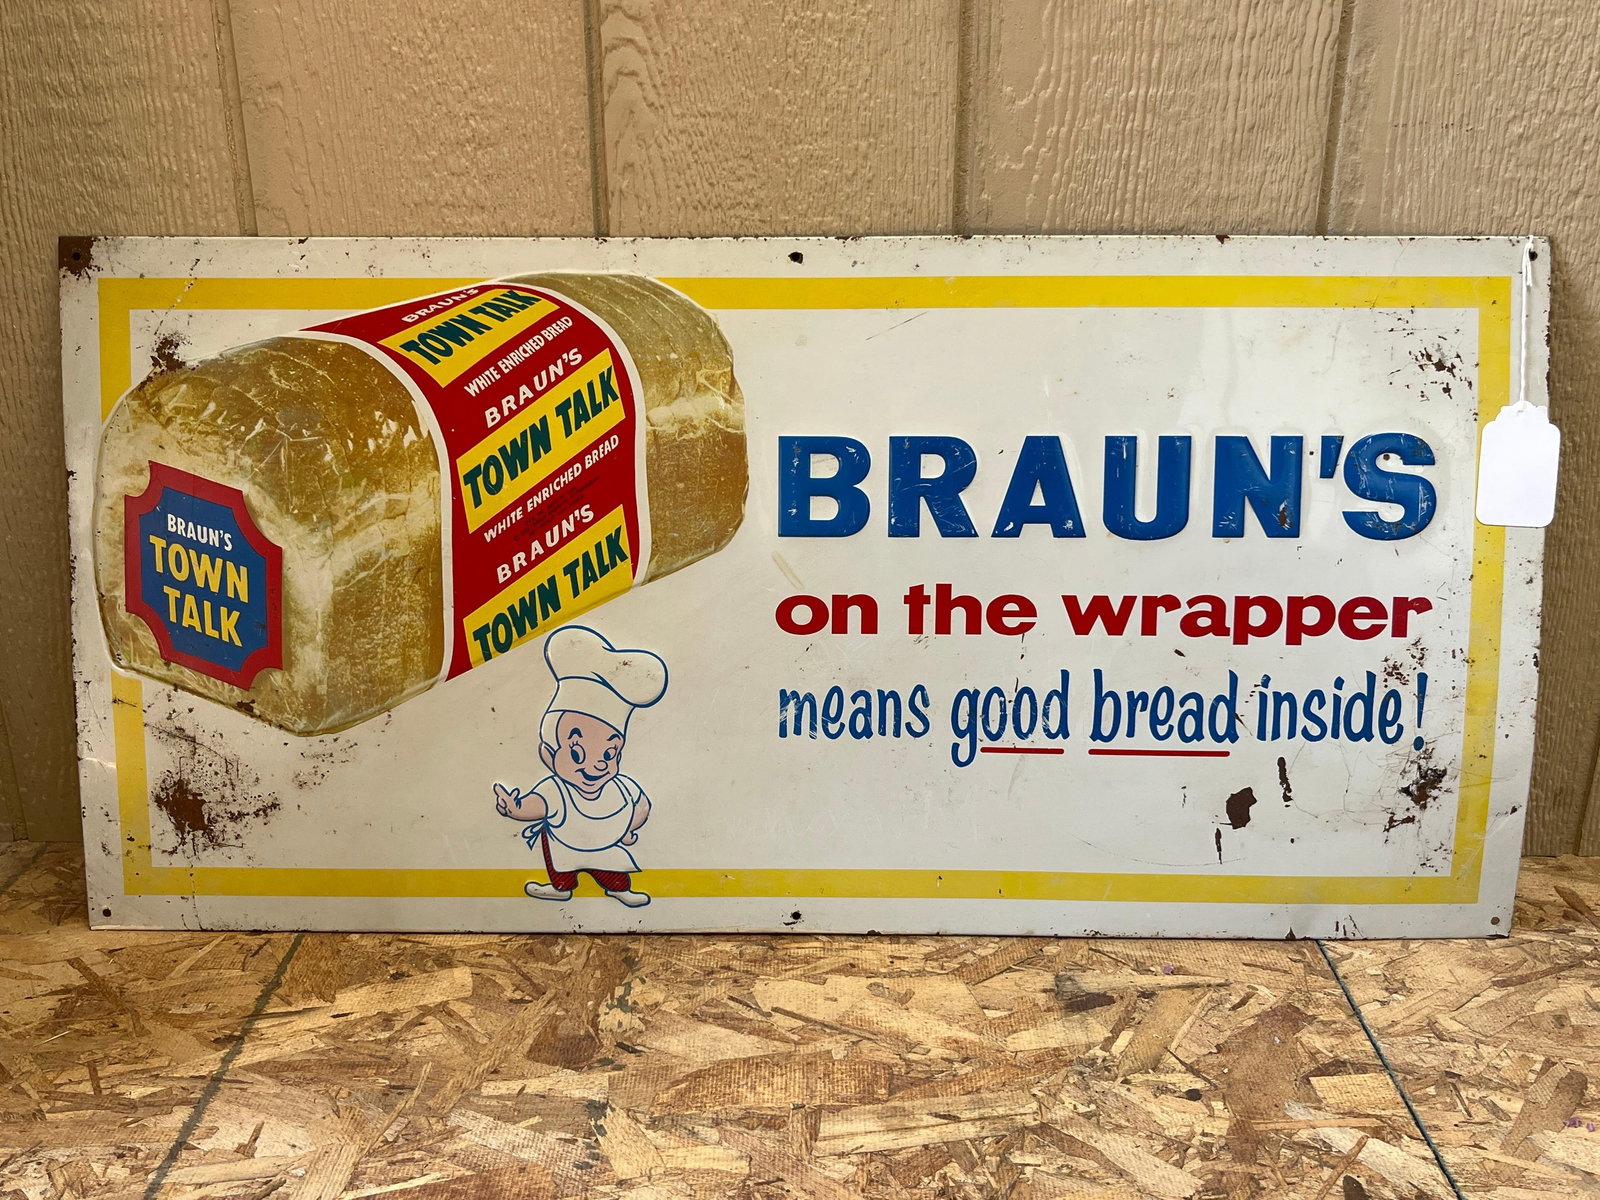 BRAUN'S
TOWN TALK
WHITE ENRICHED BREAD
BRAUN'S
TOWN TALK
WHITE ENRICHED BREAD
BRAUN'S
TOWN TALK
BRAUN'S
TOWN
TALK
BRAUN'S
on the wrapper
means good bread inside!